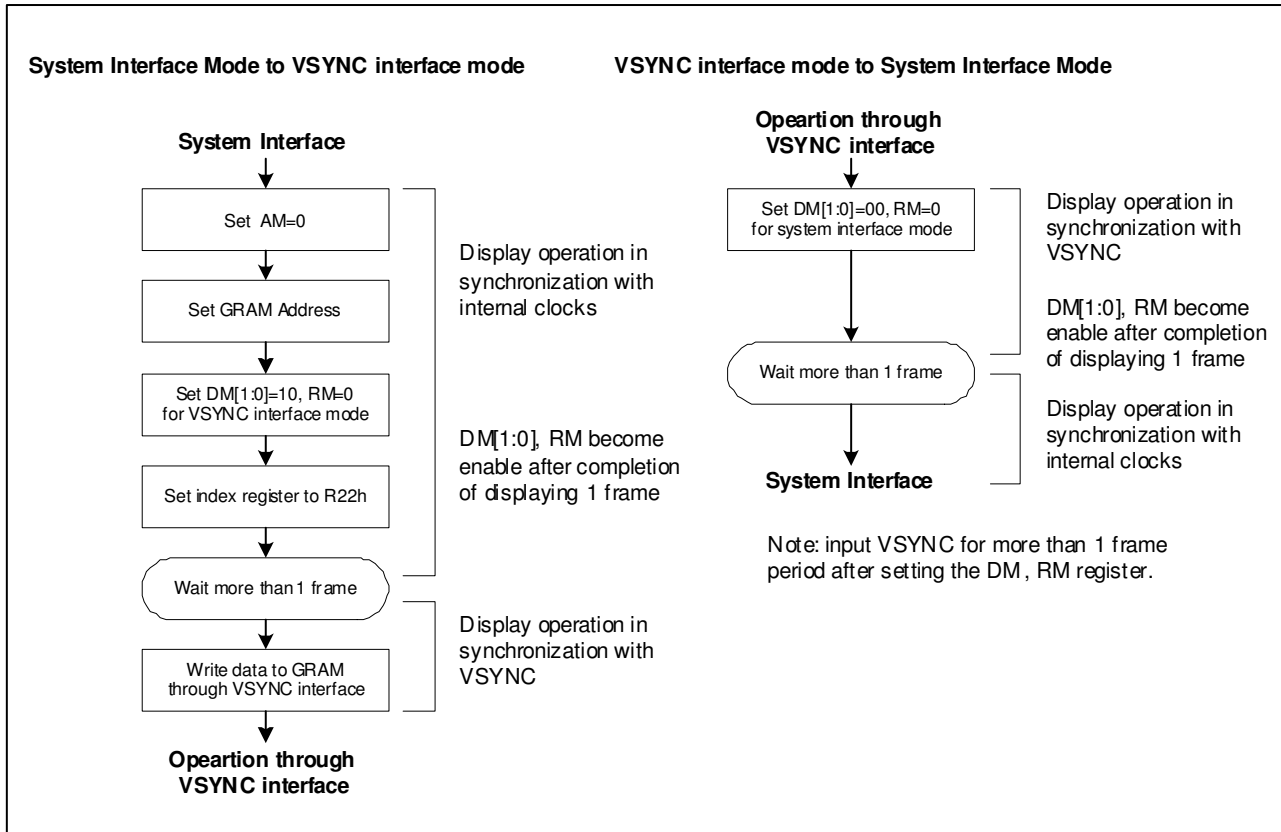 System Interface Mode to VSYNC interface mode
System Interface
Set AM=0
Set GRAM Address
Set DM[1:0]=10, RM=0
for VSYNC interface mode
Set index register to R22h
Wait more than 1 frame
Write data to GRAM
through VSYNC interface
Opeartion through
VSYNC interface
Display operation in
synchronization with
internal clocks
DM[1:0], RM become
enable after completion
of displaying 1 frame
Display operation in
synchronization with
VSYNC
VSYNC interface mode to System Interface Mode
Opeartion through
VSYNC interface
Set DM[1:0]=00, RM=0
for system interface mode
Wait more than 1 frame
System Interface
Display operation in
synchronization with
VSYNC
DM[1:0], RM become
enable after completion
of displaying 1 frame
Display operation in
synchronization with
internal clocks
Note: input VSYNC for more than 1 frame
period after setting the DM, RM register.